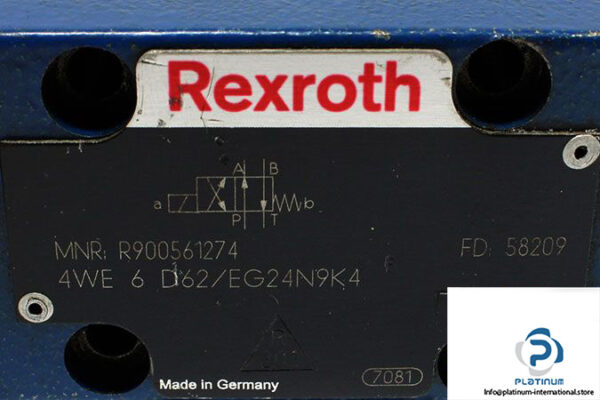 Rexroth
A B
a b
P T
MNR: R900561274 FD: 58209
4WE 6 D62/EG24N9K4
P
PLATINUM
Made in Germany 7081
Info@platinum-international.store